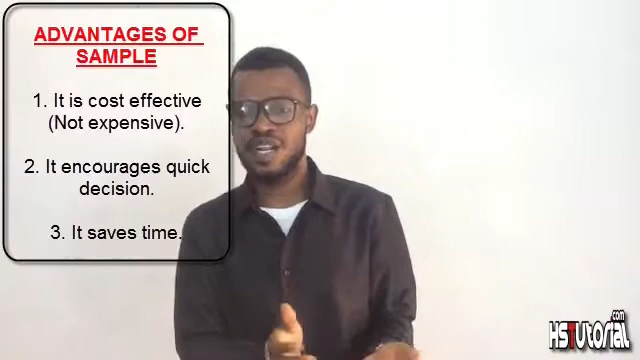 ADVANTAGES OF
SAMPLE
1. It is cost effective
(Not expensive).
2. It encourages quick
decision.
3. It saves time.
HSTutorial
.com